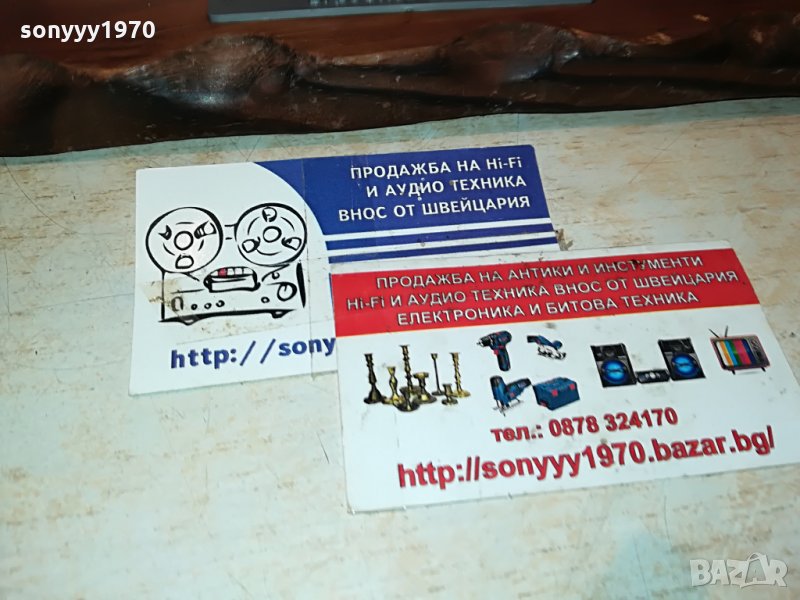 sonyyy1970
ПРОДАЖБА НА Hi-Fi
И АУДИО ТЕХНИКА
ВНОС ОТ ШВЕЙЦАРИЯ
http://sony
ПРОДАЖБА НА АНТИКИ И ИНСТУМЕНТИ
Hi-Fi И АУДИО ТЕХНИКА ВНОС ОТ ШВЕЙЦАРИЯ
ЕЛЕКТРОНИКА И БИТОВА ТЕХНИКА
тел.: 0878 324170
http://sonyyy1970.bazar.bg/
BAZAR